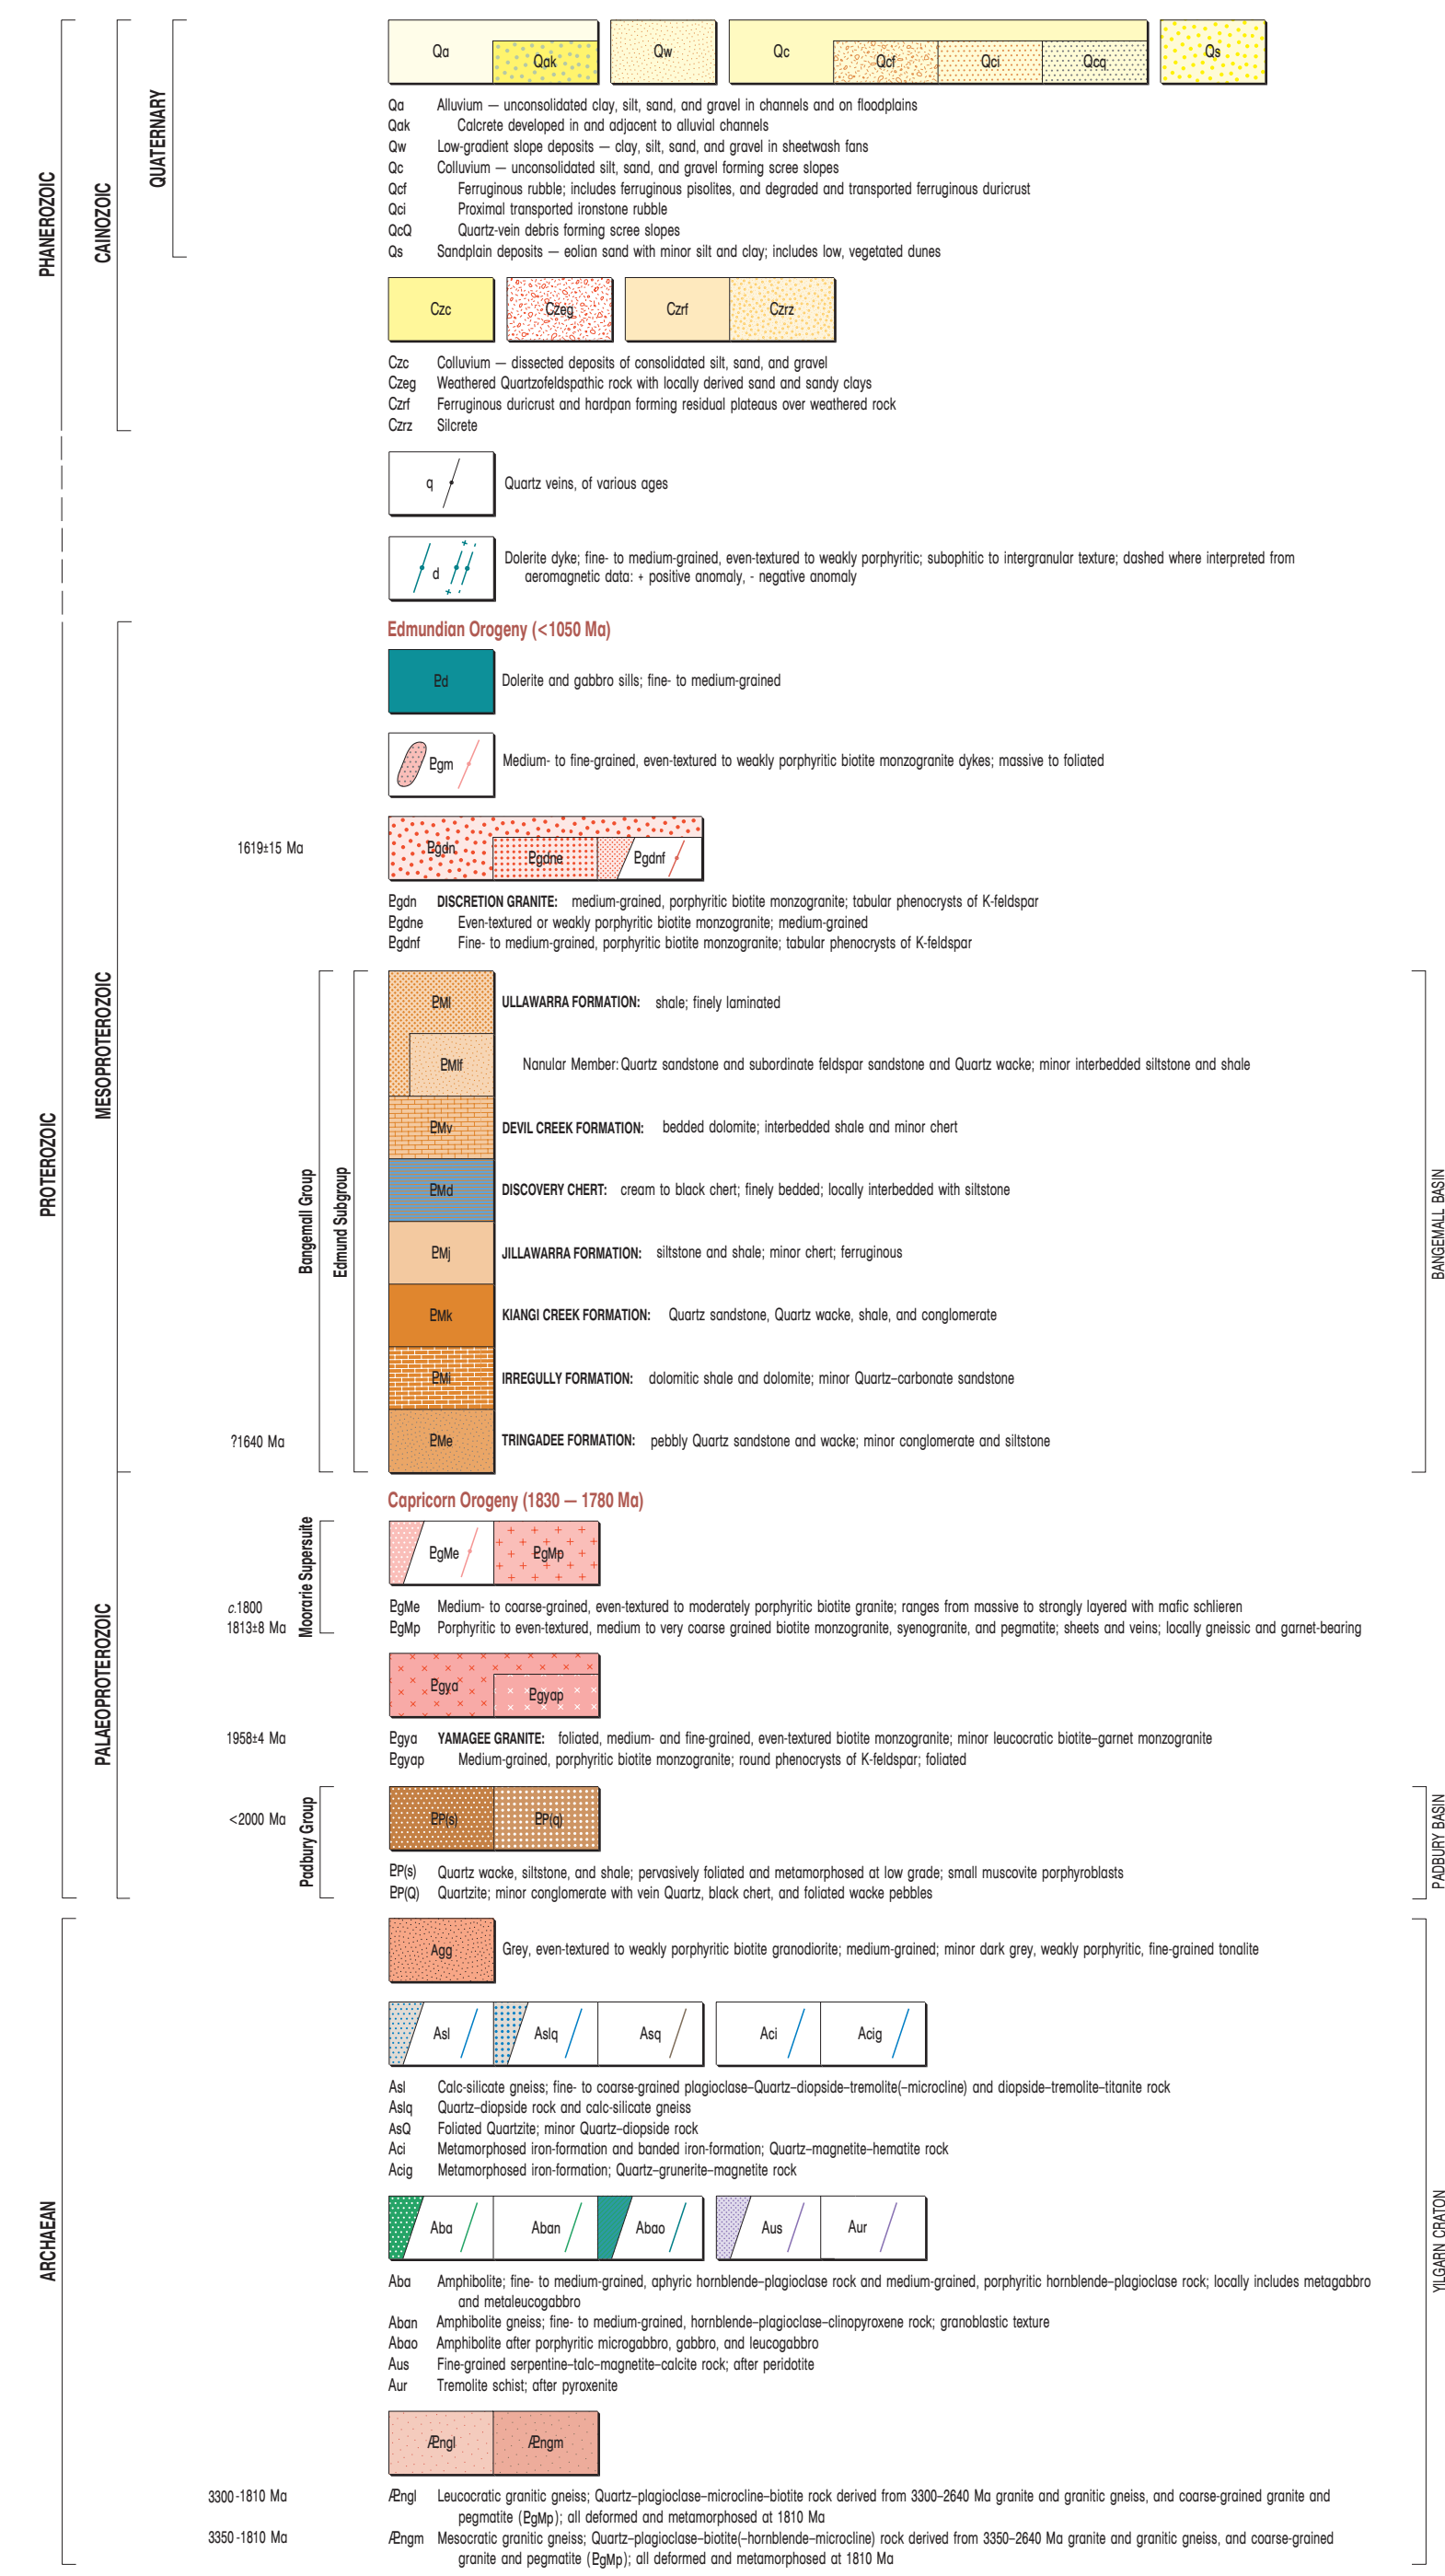 PHANEROZOIC
CAINOZOIC
QUATERNARY
Qa
Qak
Qw
Qc
Qcf
Qci
Qcq
Qs
Qa Alluvium — unconsolidated clay, silt, sand, and gravel in channels and on floodplains
Qak Calcrete developed in and adjacent to alluvial channels
Qw Low-gradient slope deposits — clay, silt, sand, and gravel in sheetwash fans
Qc Colluvium — unconsolidated silt, sand, and gravel forming scree slopes
Qcf Ferruginous rubble; includes ferruginous pisolites, and degraded and transported ferruginous duricrust
Qci Proximal transported ironstone rubble
QcQ Quartz-vein debris forming scree slopes
Qs Sandplain deposits — eolian sand with minor silt and clay; includes low, vegetated dunes
Czc
Czeg
Czrf
Czrz
Czc Colluvium — dissected deposits of consolidated silt, sand, and gravel
Czeg Weathered Quartzofeldspathic rock with locally derived sand and sandy clays
Czrf Ferruginous duricrust and hardpan forming residual plateaus over weathered rock
Czrz Silcrete
q
Quartz veins, of various ages
d
+ -
+ -
Dolerite dyke; fine- to medium-grained, even-textured to weakly porphyritic; subophitic to intergranular texture; dashed where interpreted from
aeromagnetic data: + positive anomaly, - negative anomaly
PROTEROZOIC
MESOPROTEROZOIC
Edmundian Orogeny (<1050 Ma)
Ꝑd
Dolerite and gabbro sills; fine- to medium-grained
Ꝑgm
Medium- to fine-grained, even-textured to weakly porphyritic biotite monzogranite dykes; massive to foliated
1619±15 Ma
Ꝑgdn
Ꝑgdne
Ꝑgdnf
Ꝑgdn DISCRETION GRANITE: medium-grained, porphyritic biotite monzogranite; tabular phenocrysts of K-feldspar
Ꝑgdne Even-textured or weakly porphyritic biotite monzogranite; medium-grained
Ꝑgdnf Fine- to medium-grained, porphyritic biotite monzogranite; tabular phenocrysts of K-feldspar
Bangemall Group
Edmund Subgroup
BANGEMALL BASIN
ꝐMl ULLAWARRA FORMATION: shale; finely laminated
ꝐMlf Nanular Member: Quartz sandstone and subordinate feldspar sandstone and Quartz wacke; minor interbedded siltstone and shale
ꝐMv DEVIL CREEK FORMATION: bedded dolomite; interbedded shale and minor chert
ꝐMd DISCOVERY CHERT: cream to black chert; finely bedded; locally interbedded with siltstone
ꝐMj JILLAWARRA FORMATION: siltstone and shale; minor chert; ferruginous
ꝐMk KIANGI CREEK FORMATION: Quartz sandstone, Quartz wacke, shale, and conglomerate
ꝐMi IRREGULLY FORMATION: dolomitic shale and dolomite; minor Quartz–carbonate sandstone
?1640 Ma
ꝐMe TRINGADEE FORMATION: pebbly Quartz sandstone and wacke; minor conglomerate and siltstone
PALAEOPROTEROZOIC
Capricorn Orogeny (1830 — 1780 Ma)
Moorarie Supersuite
ꝐgMe
ꝐgMp
c.1800 ꝐgMe Medium- to coarse-grained, even-textured to moderately porphyritic biotite granite; ranges from massive to strongly layered with mafic schlieren
1813±8 Ma ꝐgMp Porphyritic to even-textured, medium to very coarse grained biotite monzogranite, syenogranite, and pegmatite; sheets and veins; locally gneissic and garnet-bearing
Ꝑgya
Ꝑgyap
1958±4 Ma Ꝑgya YAMAGEE GRANITE: foliated, medium- and fine-grained, even-textured biotite monzogranite; minor leucocratic biotite–garnet monzogranite
Ꝑgyap Medium-grained, porphyritic biotite monzogranite; round phenocrysts of K-feldspar; foliated
<2000 Ma
Padbury Group
PADBURY BASIN
ꝐP(s)
ꝐP(q)
ꝐP(s) Quartz wacke, siltstone, and shale; pervasively foliated and metamorphosed at low grade; small muscovite porphyroblasts
ꝐP(Q) Quartzite; minor conglomerate with vein Quartz, black chert, and foliated wacke pebbles
ARCHAEAN
YILGARN CRATON
Agg
Grey, even-textured to weakly porphyritic biotite granodiorite; medium-grained; minor dark grey, weakly porphyritic, fine-grained tonalite
Asl
Aslq
Asq
Aci
Acig
Asl Calc-silicate gneiss; fine- to coarse-grained plagioclase–Quartz–diopside–tremolite(–microcline) and diopside–tremolite–titanite rock
Aslq Quartz–diopside rock and calc-silicate gneiss
AsQ Foliated Quartzite; minor Quartz–diopside rock
Aci Metamorphosed iron-formation and banded iron-formation; Quartz–magnetite–hematite rock
Acig Metamorphosed iron-formation; Quartz–grunerite–magnetite rock
Aba
Aban
Abao
Aus
Aur
Aba Amphibolite; fine- to medium-grained, aphyric hornblende–plagioclase rock and medium-grained, porphyritic hornblende–plagioclase rock; locally includes metagabbro
and metaleucogabbro
Aban Amphibolite gneiss; fine- to medium-grained, hornblende–plagioclase–clinopyroxene rock; granoblastic texture
Abao Amphibolite after porphyritic microgabbro, gabbro, and leucogabbro
Aus Fine-grained serpentine–talc–magnetite–calcite rock; after peridotite
Aur Tremolite schist; after pyroxenite
AꝐngl
AꝐngm
3300-1810 Ma AꝐngl Leucocratic granitic gneiss; Quartz–plagioclase–microcline–biotite rock derived from 3300–2640 Ma granite and granitic gneiss, and coarse-grained granite and
pegmatite (ꝐgMp); all deformed and metamorphosed at 1810 Ma
3350-1810 Ma AꝐngm Mesocratic granitic gneiss; Quartz–plagioclase–biotite(–hornblende–microcline) rock derived from 3350–2640 Ma granite and granitic gneiss, and coarse-grained
granite and pegmatite (ꝐgMp); all deformed and metamorphosed at 1810 Ma